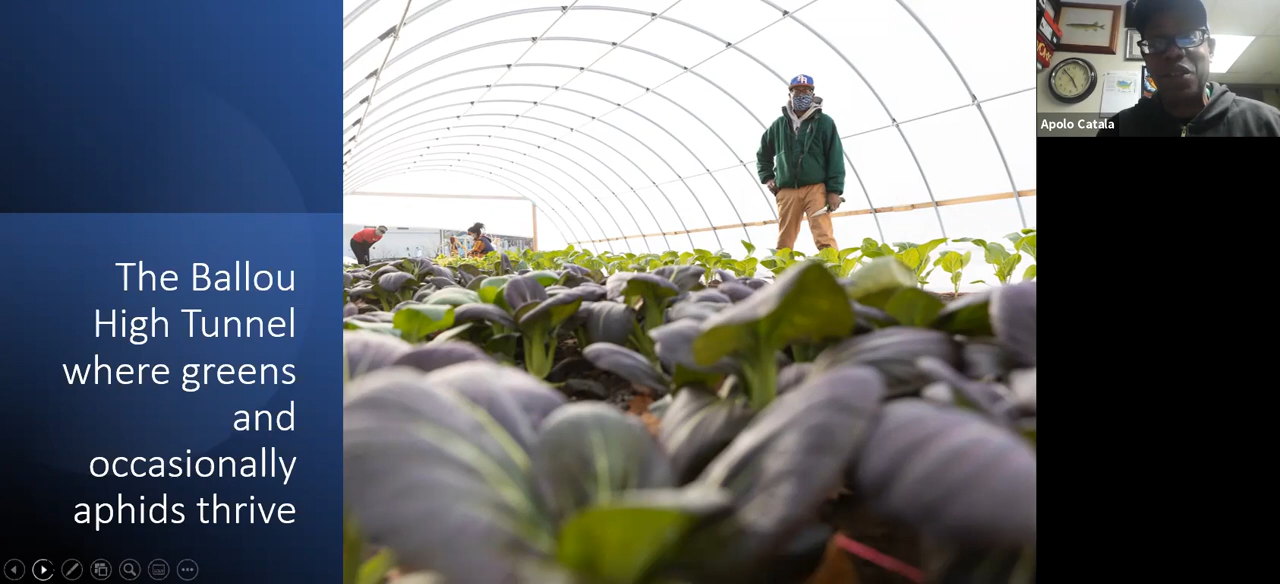 The Ballou
High Tunnel
where greens
and
occasionally
aphids thrive
Apolo Catala